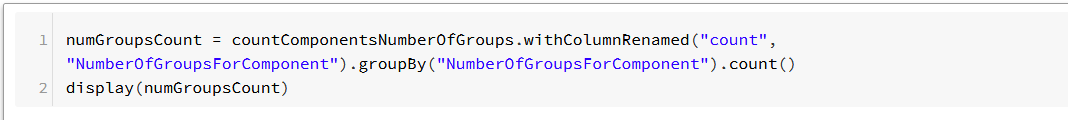 1 numGroupsCount = countComponentsNumberOfGroups.withColumnRenamed("count",
"NumberOfGroupsForComponent").groupBy("NumberOfGroupsForComponent").count()
2 display(numGroupsCount)